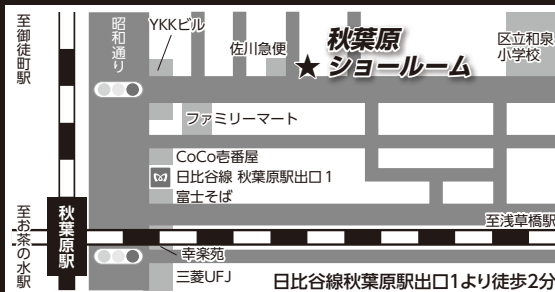 至御徒町駅
昭和通り
YKKビル
佐川急便
秋葉原
ショールーム
区立和泉
小学校
ファミリーマート
CoCo壱番屋
日比谷線 秋葉原駅出口1
富士そば
至浅草橋駅
秋葉原駅
至お茶の水駅
幸楽苑
三菱UFJ
日比谷線秋葉原駅出口1より徒歩2分